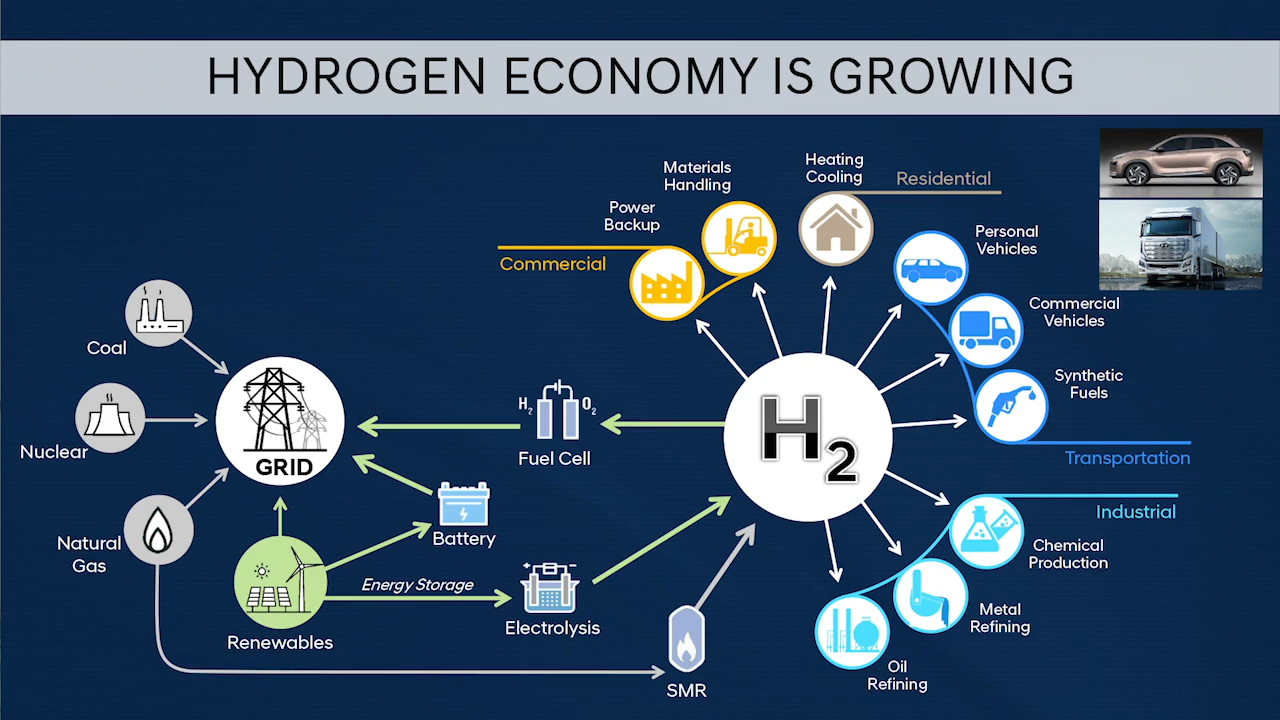 HYDROGEN ECONOMY IS GROWING
Materials
Handling
Heating
Cooling
Residential
Power
Backup
Commercial
Personal
Vehicles
Commercial
Vehicles
Synthetic
Fuels
Transportation
Coal
Nuclear
Natural
Gas
GRID
H₂
O₂
Fuel Cell
H₂
Battery
Energy Storage
Renewables
Electrolysis
SMR
Industrial
Chemical
Production
Metal
Refining
Oil
Refining